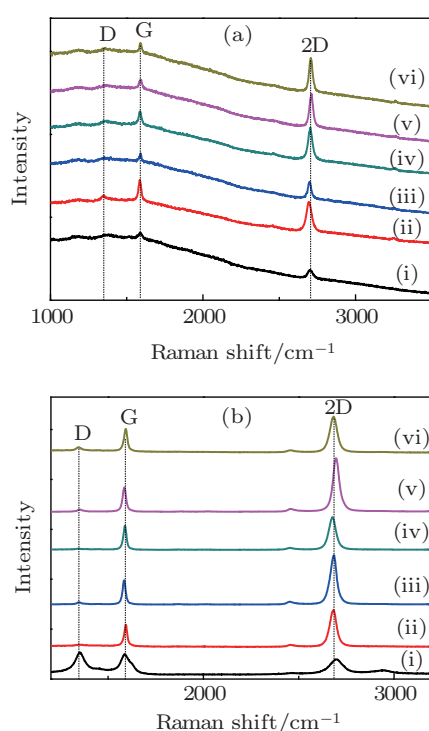 D G (a) 2D
(vi)
(v)
(iv)
(iii)
(ii)
(i)
Intensity
1000 2000 3000
Raman shift/cm⁻¹
D G (b) 2D
(vi)
(v)
(iv)
(iii)
(ii)
(i)
Intensity
2000 3000
Raman shift/cm⁻¹